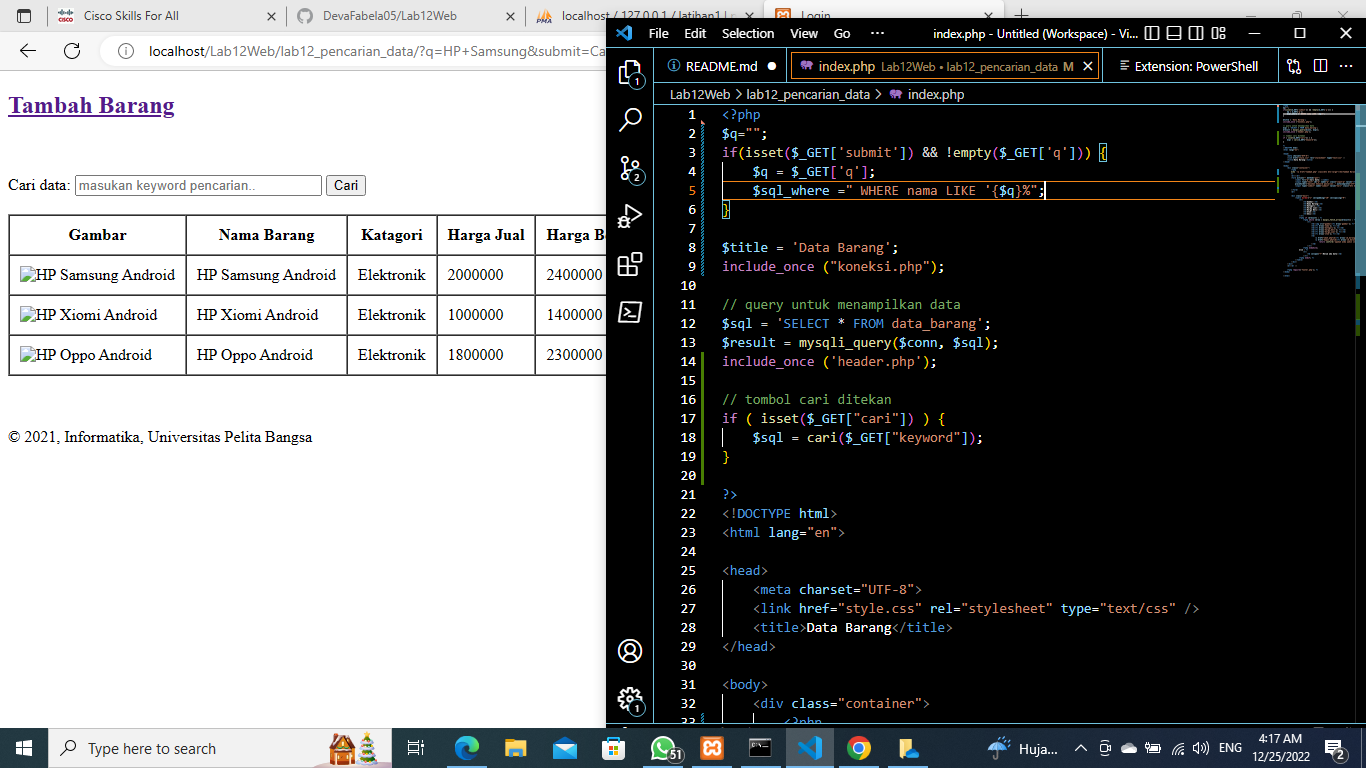 Cisco Skills For All
DevaFabela05/Lab12Web
localhost / 127.0.0.1 / latihan1
Login
localhost/Lab12Web/lab12_pencarian_data/?q=HP+Samsung&submit=Ca
Tambah Barang
Cari data: masukan keyword pencarian.. Cari
Gambar Nama Barang Katagori Harga Jual Harga B
HP Samsung Android HP Samsung Android Elektronik 2000000 2400000
HP Xiomi Android HP Xiomi Android Elektronik 1000000 1400000
HP Oppo Android HP Oppo Android Elektronik 1800000 2300000
© 2021, Informatika, Universitas Pelita Bangsa
File Edit Selection View Go ··· index.php - Untitled (Workspace) - Vi...
README.md ● index.php Lab12Web • lab12_pencarian_data M Extension: PowerShell
Lab12Web > lab12_pencarian_data > index.php
1 <?php
2 $q="";
3 if(isset($_GET['submit']) && !empty($_GET['q'])) {
4 $q = $_GET['q'];
5 $sql_where =" WHERE nama LIKE '{$q}%";
6 }
7
8 $title = 'Data Barang';
9 include_once ("koneksi.php");
10
11 // query untuk menampilkan data
12 $sql = 'SELECT * FROM data_barang';
13 $result = mysqli_query($conn, $sql);
14 include_once ('header.php');
15
16 // tombol cari ditekan
17 if ( isset($_GET["cari"]) ) {
18 $sql = cari($_GET["keyword"]);
19 }
20
21 ?>
22 <!DOCTYPE html>
23 <html lang="en">
24
25 <head>
26 <meta charset="UTF-8">
27 <link href="style.css" rel="stylesheet" type="text/css" />
28 <title>Data Barang</title>
29 </head>
30
31 <body>
32 <div class="container">
33 <?php
1
2
1
Type here to search
51
Huja...
ENG
4:17 AM
12/25/2022
2